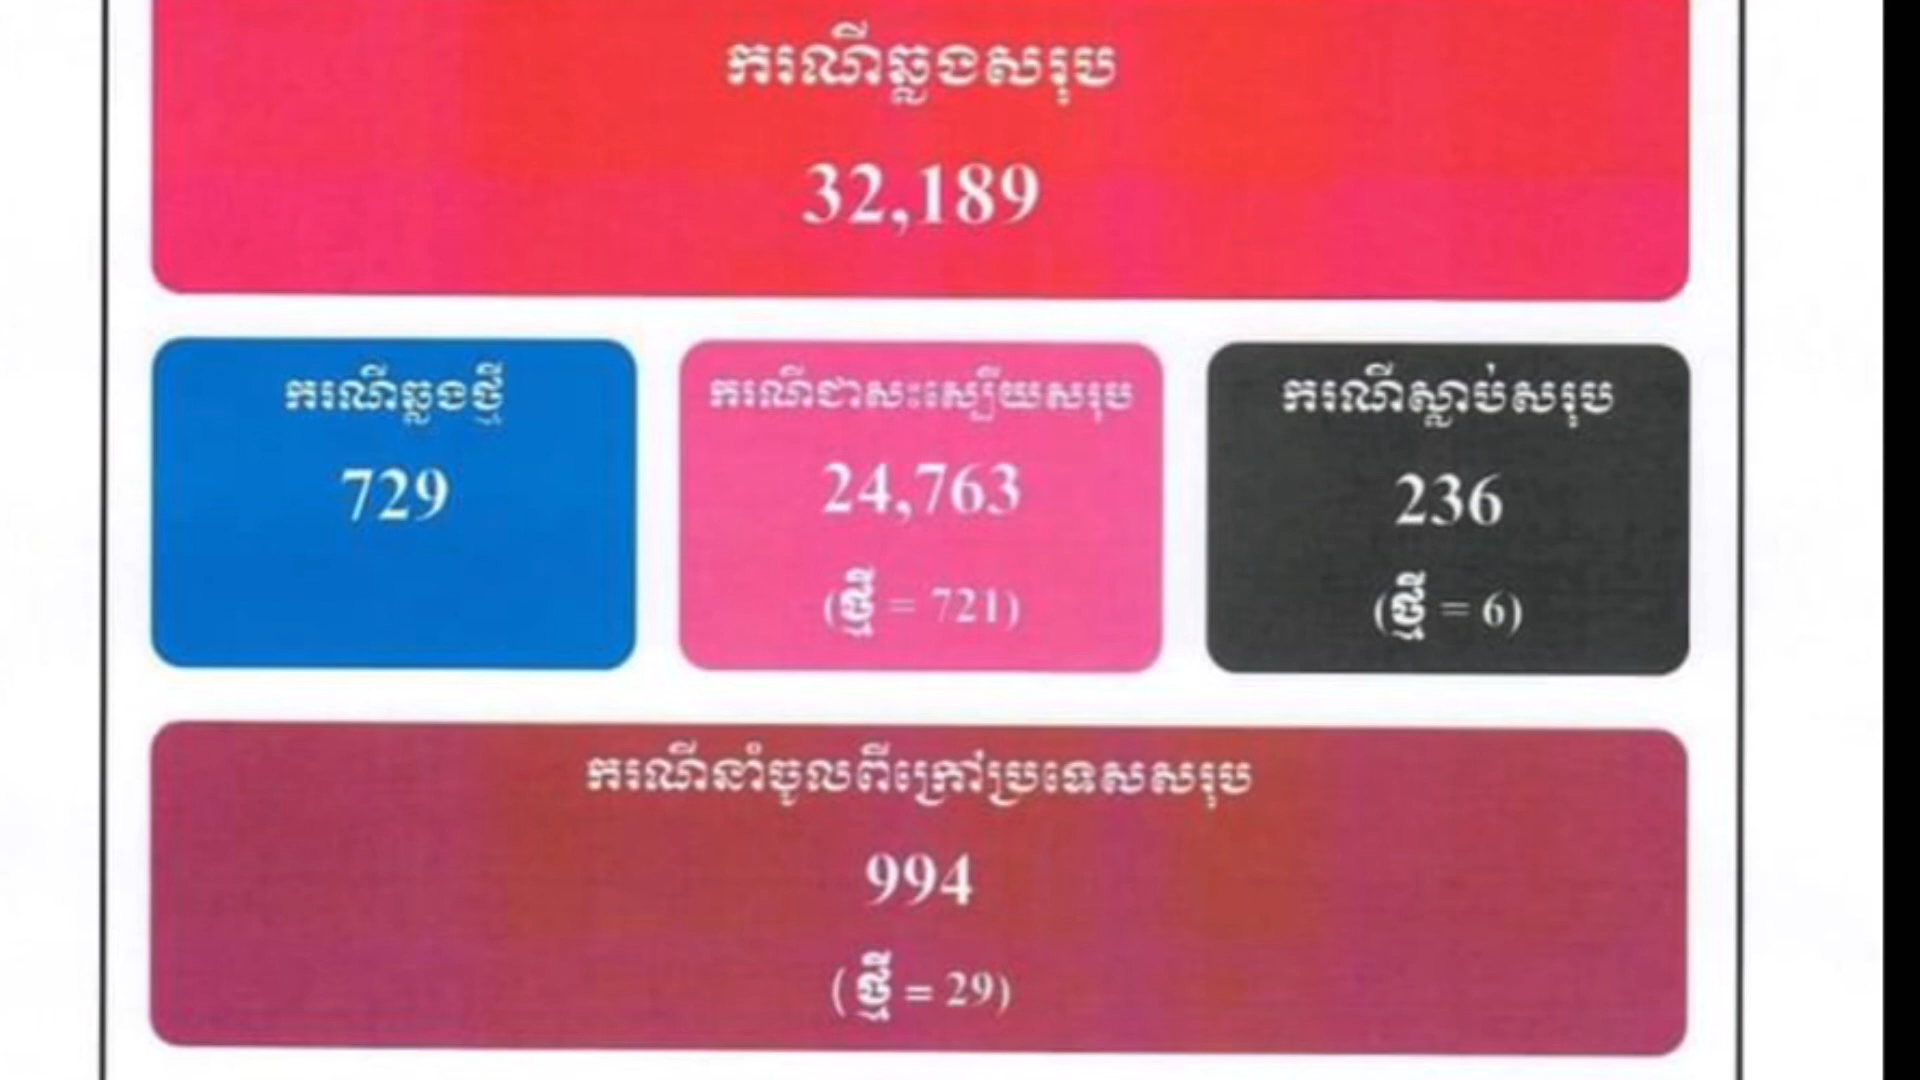 ករណីឆ្លងសរុប
32,189
ករណីឆ្លងថ្មី
729
ករណីជាសះស្បើយសរុប
24,763
(ថ្មី = 721)
ករណីស្លាប់សរុប
236
(ថ្មី = 6)
ករណីនាំចូលពីក្រៅប្រទេសសរុប
994
( ថ្មី = 29)